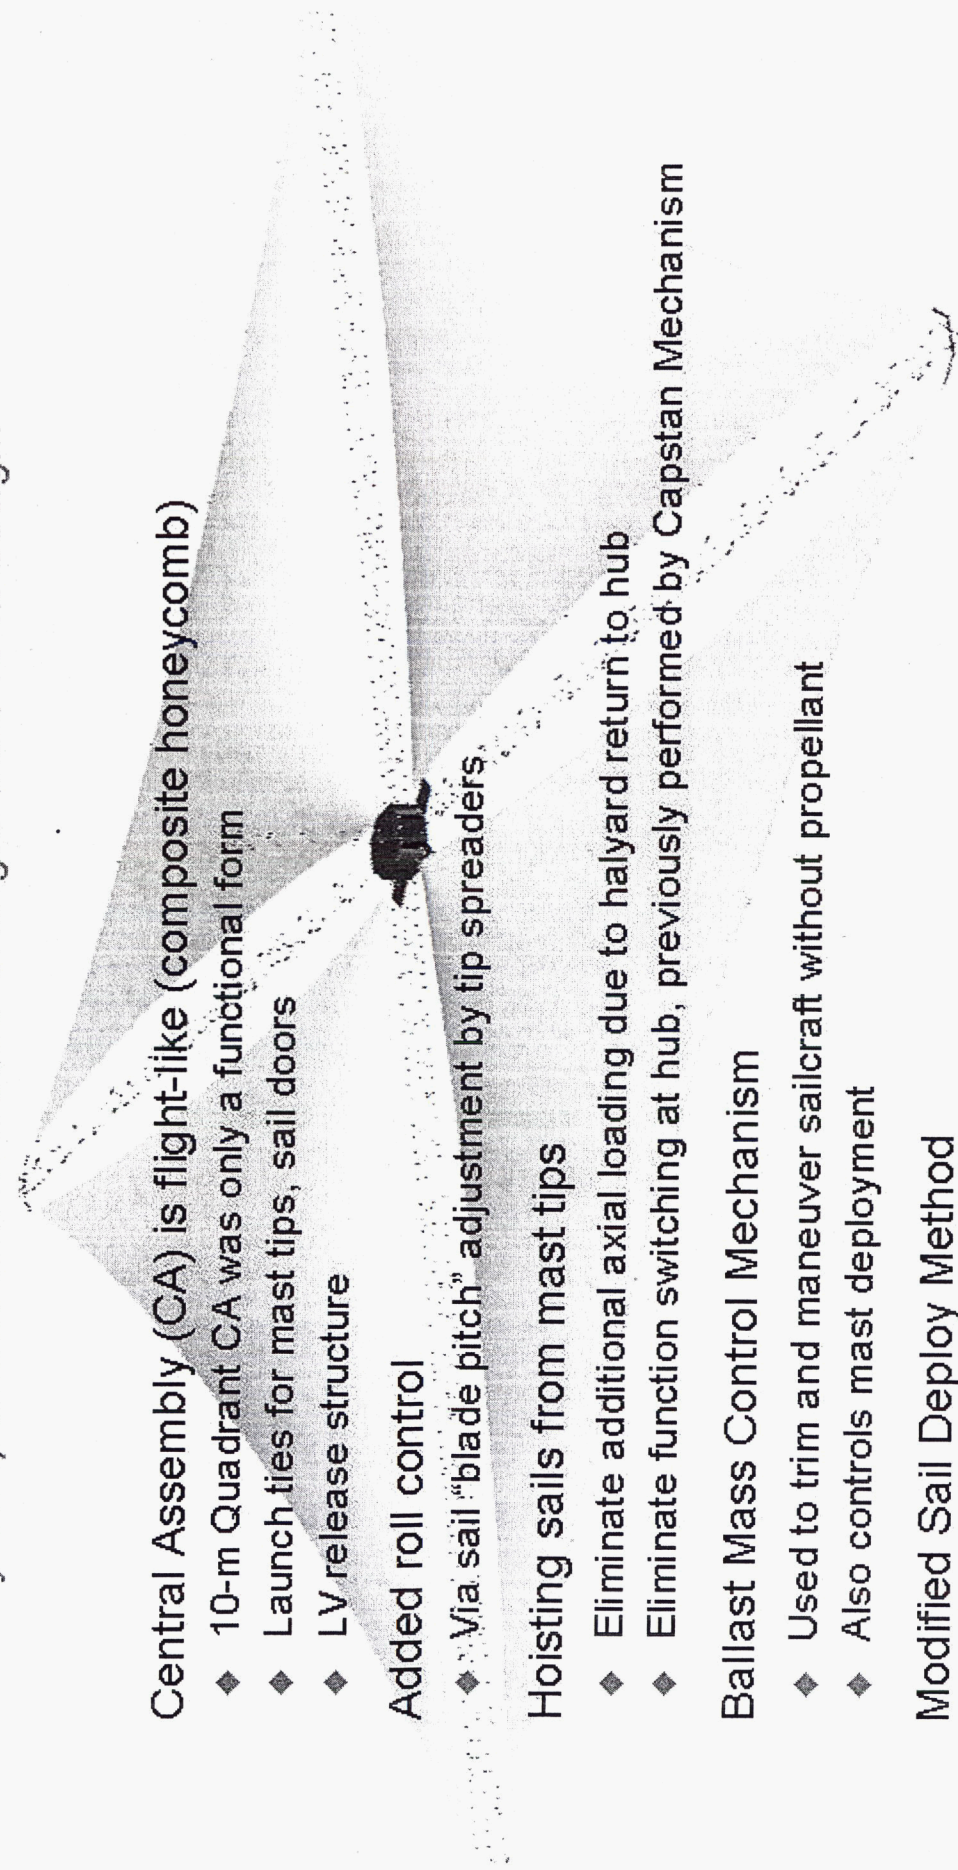 Central Assembly (CA) is flight-like (composite honeycomb)
◆ 10-m Quadrant CA was only a functional form
◆ Launch ties for mast tips, sail doors
◆ LV release structure
Added roll control
◆ Via sail "blade pitch" adjustment by tip spreaders
Hoisting sails from mast tips
◆ Eliminate additional axial loading due to halyard return to hub
◆ Eliminate function switching at hub, previously performed by Capstan Mechanism
Ballast Mass Control Mechanism
◆ Used to trim and maneuver sailcraft without propellant
◆ Also controls mast deployment
Modified Sail Deploy Method